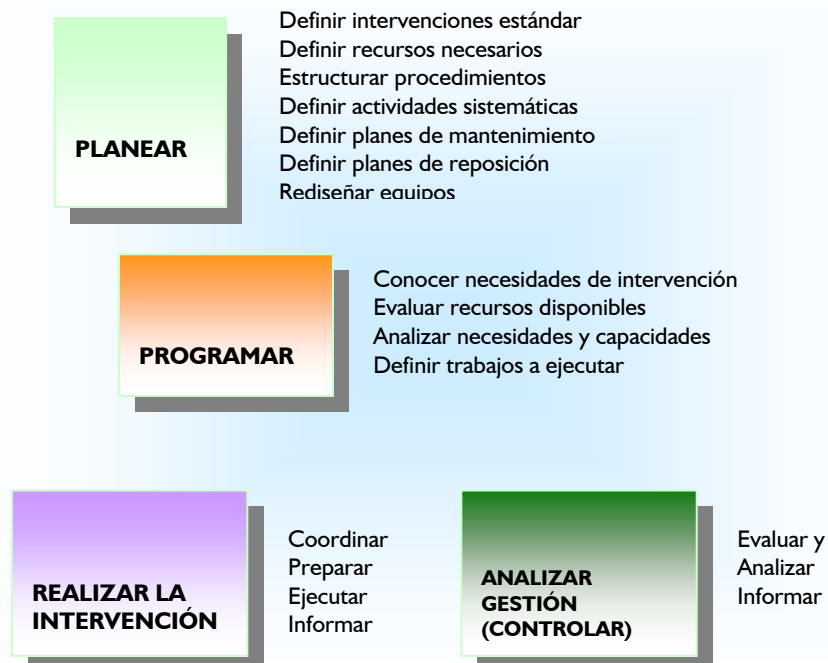 PLANEAR
Definir intervenciones estándar
Definir recursos necesarios
Estructurar procedimientos
Definir actividades sistemáticas
Definir planes de mantenimiento
Definir planes de reposición
Rediseñar equipos
PROGRAMAR
Conocer necesidades de intervención
Evaluar recursos disponibles
Analizar necesidades y capacidades
Definir trabajos a ejecutar
REALIZAR LA
INTERVENCIÓN
Coordinar
Preparar
Ejecutar
Informar
ANALIZAR
GESTIÓN
(CONTROLAR)
Evaluar y
Analizar
Informar